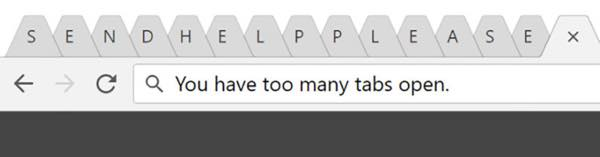 S E N D H E L P P L E A S E
You have too many tabs open.